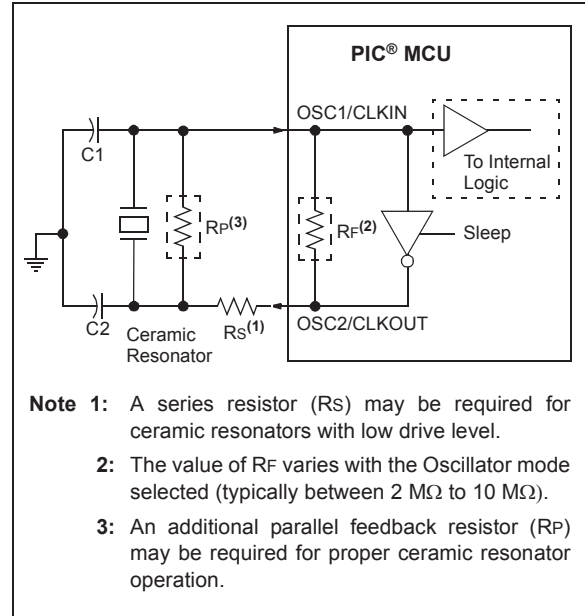 PIC® MCU
OSC1/CLKIN
C1
To Internal
Logic
RP(3)
RF(2)
Sleep
C2
Ceramic
Resonator
RS(1)
OSC2/CLKOUT
Note 1: A series resistor (RS) may be required for
ceramic resonators with low drive level.
2: The value of RF varies with the Oscillator mode
selected (typically between 2 MΩ to 10 MΩ).
3: An additional parallel feedback resistor (RP)
may be required for proper ceramic resonator
operation.